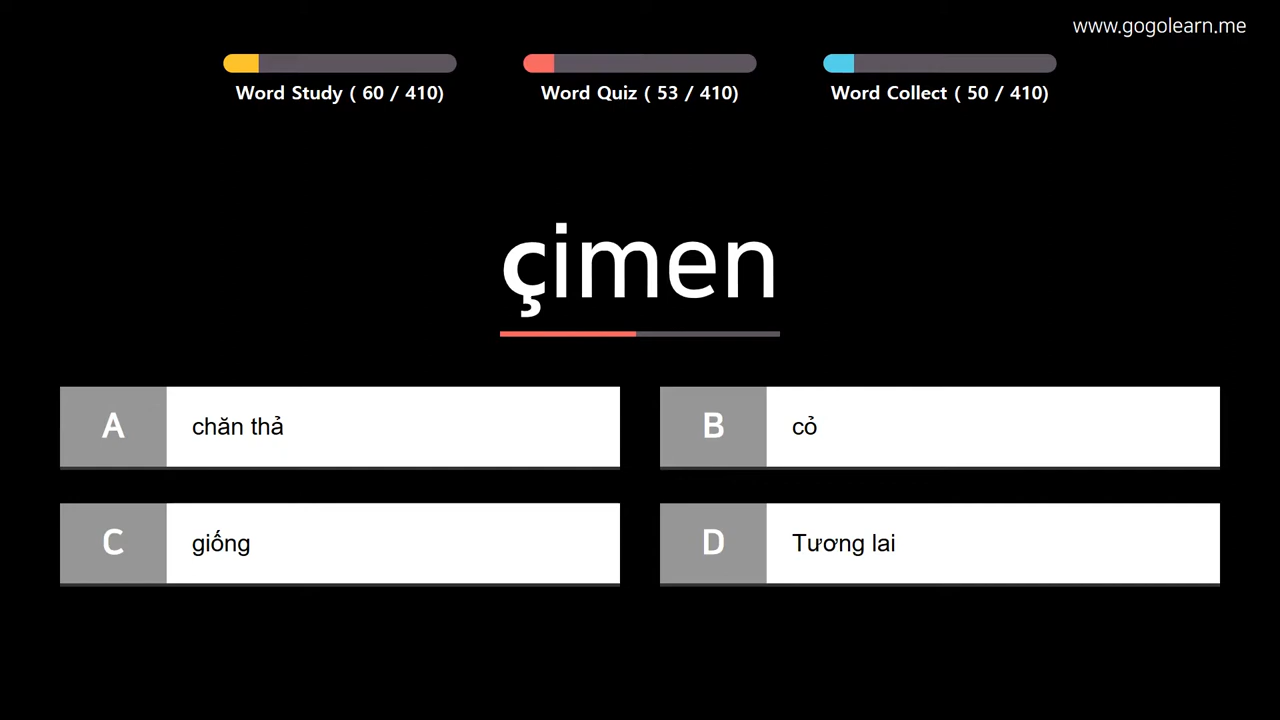 www.gogolearn.me
Word Study ( 60 / 410)
Word Quiz ( 53 / 410)
Word Collect ( 50 / 410)
çimen
A chăn thả
B cỏ
C giống
D Tương lai